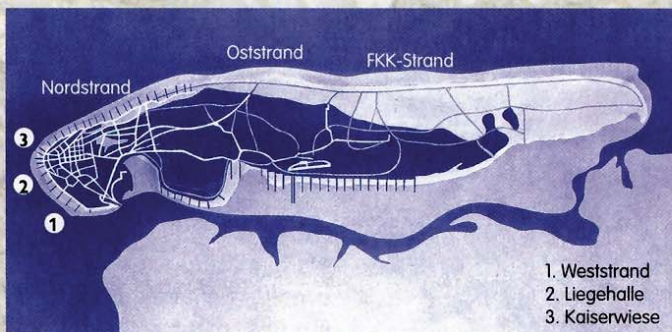 Oststrand
FKK-Strand
Nordstrand
3
2
1
1. Weststrand
2. Liegehalle
3. Kaiserwiese